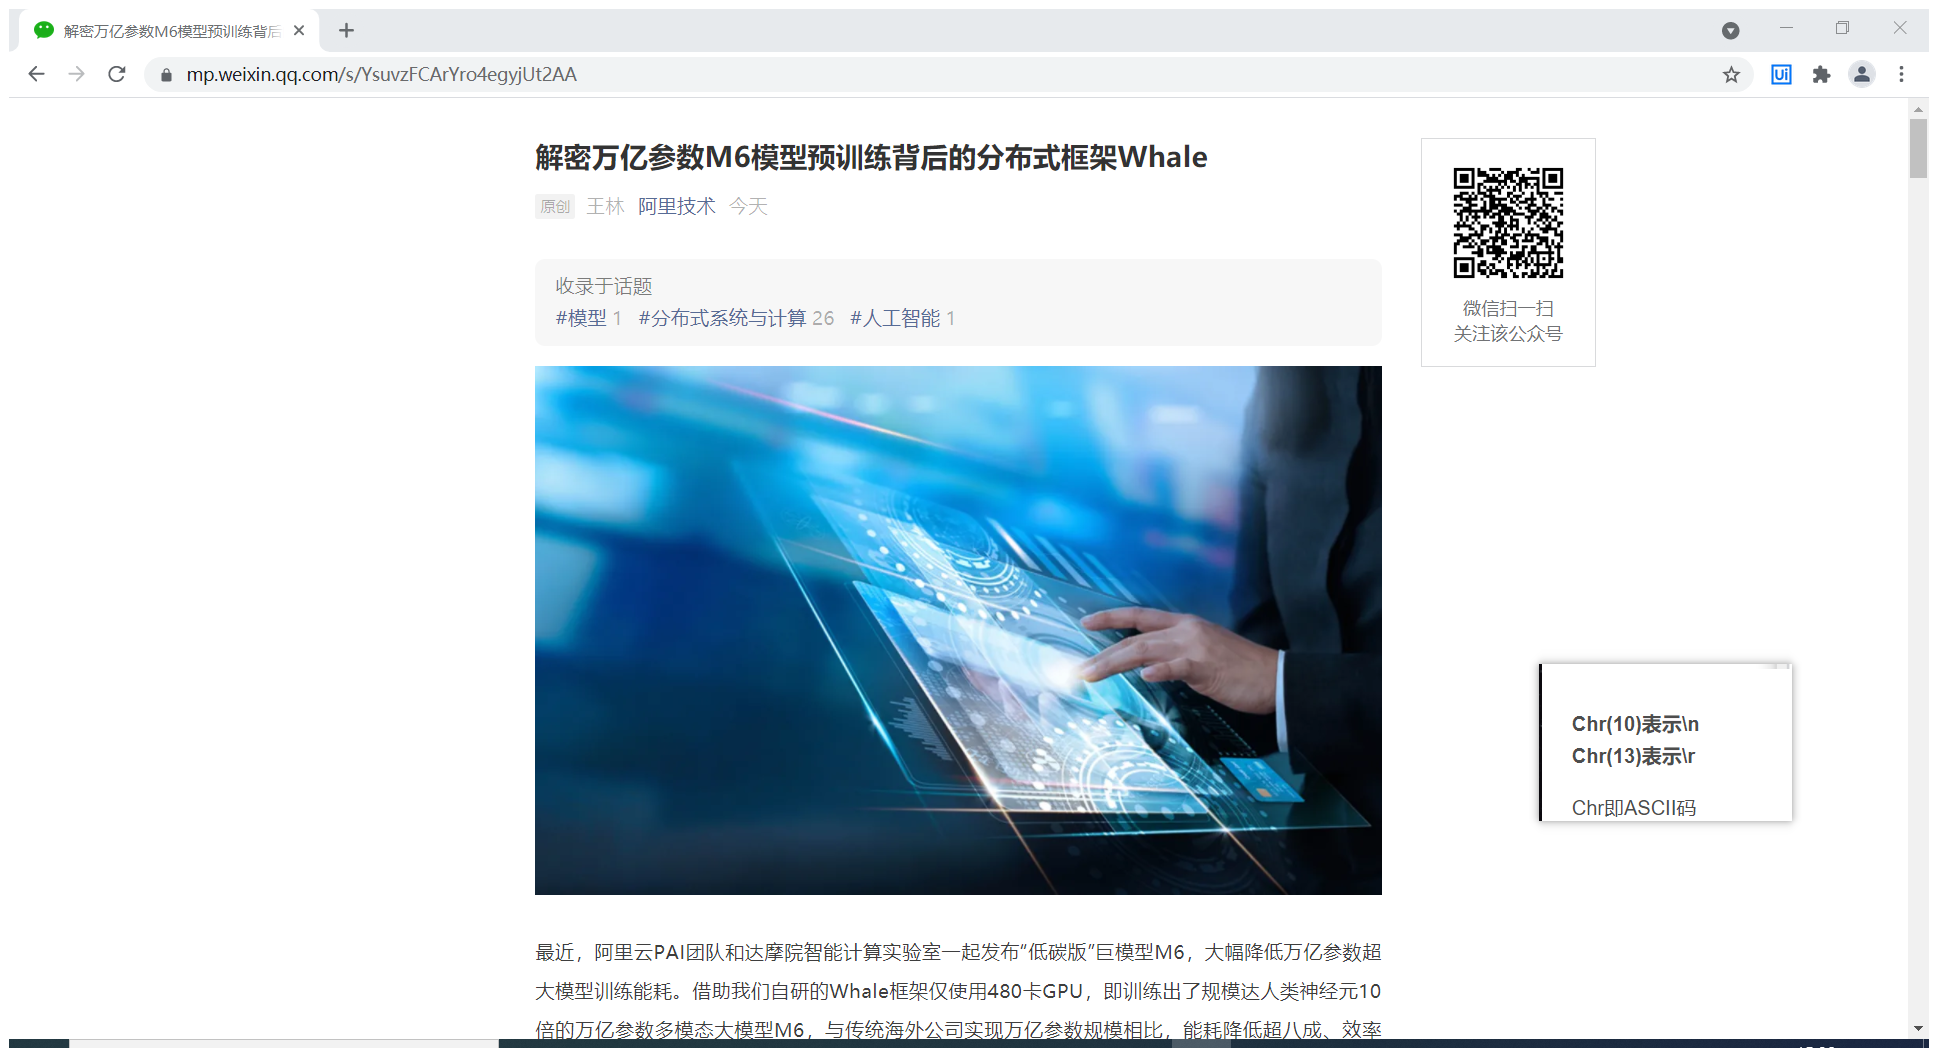 解密万亿参数M6模型预训练背后
mp.weixin.qq.com/s/YsuvzFCArYro4egyjUt2AA
Ui
解密万亿参数M6模型预训练背后的分布式框架Whale
原创 王林 阿里技术 今天
收录于话题
#模型 1 #分布式系统与计算 26 #人工智能 1
微信扫一扫
关注该公众号
Chr(10)表示\n
Chr(13)表示\r
Chr即ASCII码
最近，阿里云PAI团队和达摩院智能计算实验室一起发布“低碳版”巨模型M6，大幅降低万亿参数超
大模型训练能耗。借助我们自研的Whale框架仅使用480卡GPU，即训练出了规模达人类神经元10
倍的万亿参数多模态大模型M6，与传统海外公司实现万亿参数规模相比，能耗降低超八成、效率